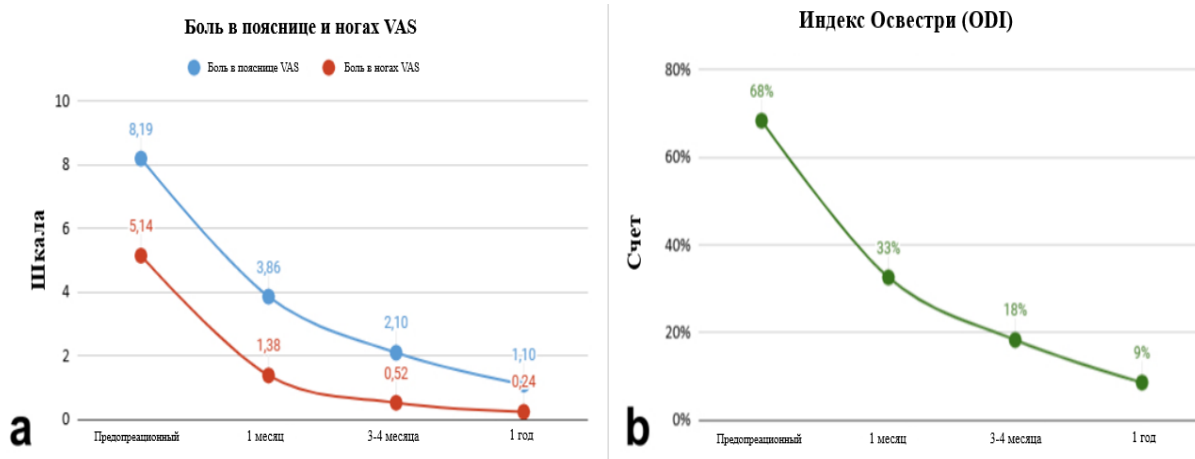 Боль в пояснице и ногах VAS
Боль в пояснице VAS
Боль в ногах VAS
Шкала
10
8
6
4
2
0
8,19
5,14
3,86
1,38
2,10
0,52
1,10
0,24
Предопреационный
1 месяц
3-4 месяца
1 год
a
Индекс Освестри (ODI)
Счет
80%
60%
40%
20%
0%
68%
33%
18%
9%
Предопреационный
1 месяц
3-4 месяца
1 год
b